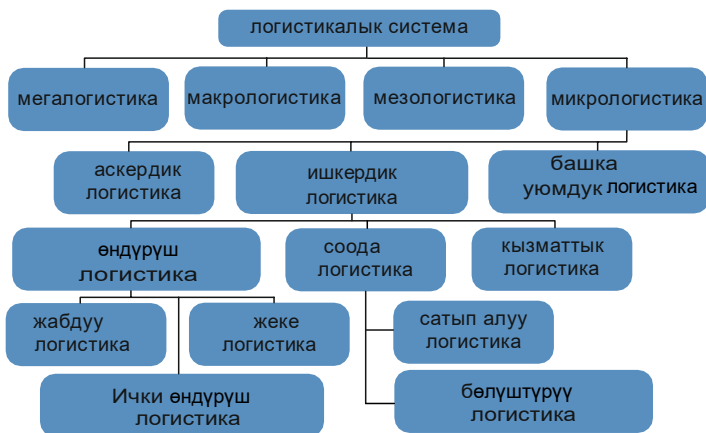 логистикалык система
мегалогистика
макрологистика
мезологистика
микрологистика
аскердик
логистика
ишкердик
логистика
башка
уюмдук логистика
өндүрүш
логистика
соода
логистика
кызматтык
логистика
жабдуу
логистика
жеке
логистика
сатып алуу
логистика
Ички өндүрүш
логистика
бөлүштүрүү
логистика